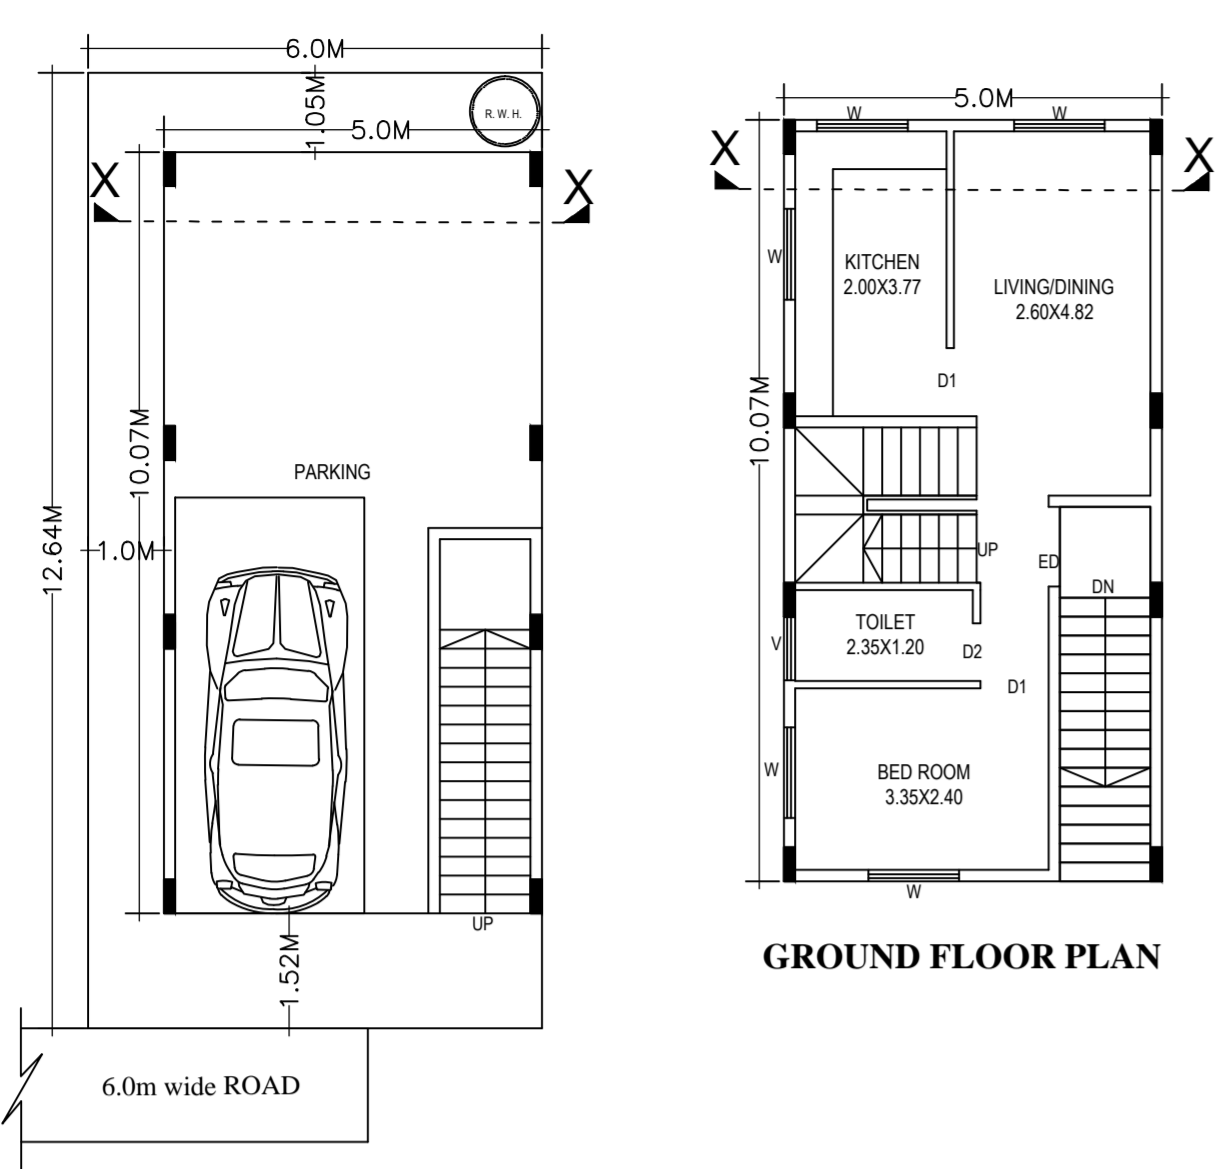 6.0M
1.05M
R. W. H.
5.0M
X
X
10.07M
PARKING
12.64M
1.0M
UP
1.52M
6.0m wide ROAD
5.0M
W
W
X
X
W
KITCHEN
2.00X3.77
LIVING/DINING
2.60X4.82
D1
10.07M
UP
ED
DN
TOILET
2.35X1.20
V
D2
D1
W
BED ROOM
3.35X2.40
W
GROUND FLOOR PLAN